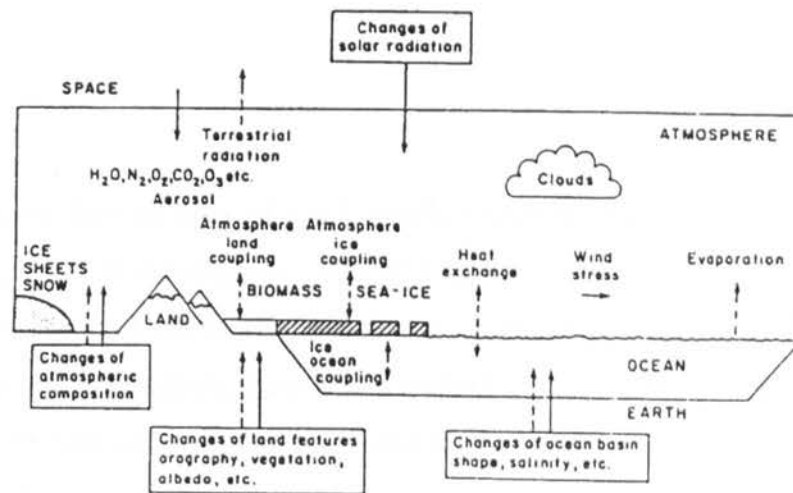 Changes of
solar radiation
SPACE
ATMOSPHERE
Terrestrial
radiation
H₂O,N₂,O₂,CO₂,O₃ etc.
Aerosol
Clouds
Atmosphere
land
coupling
Atmosphere
ice
coupling
Heat
exchange
Wind
stress
Evaporation
ICE
SHEETS
SNOW
BIOMASS
SEA-ICE
LAND
Changes of
atmospheric
composition
Ice
ocean
coupling
OCEAN
EARTH
Changes of land features
orography, vegetation,
albedo, etc.
Changes of ocean basin
shape, salinity, etc.